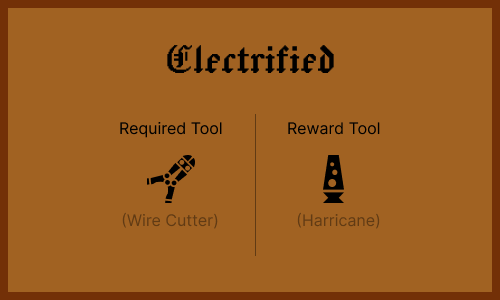 Electrified
Required Tool
Reward Tool
(Wire Cutter)
(Harricane)